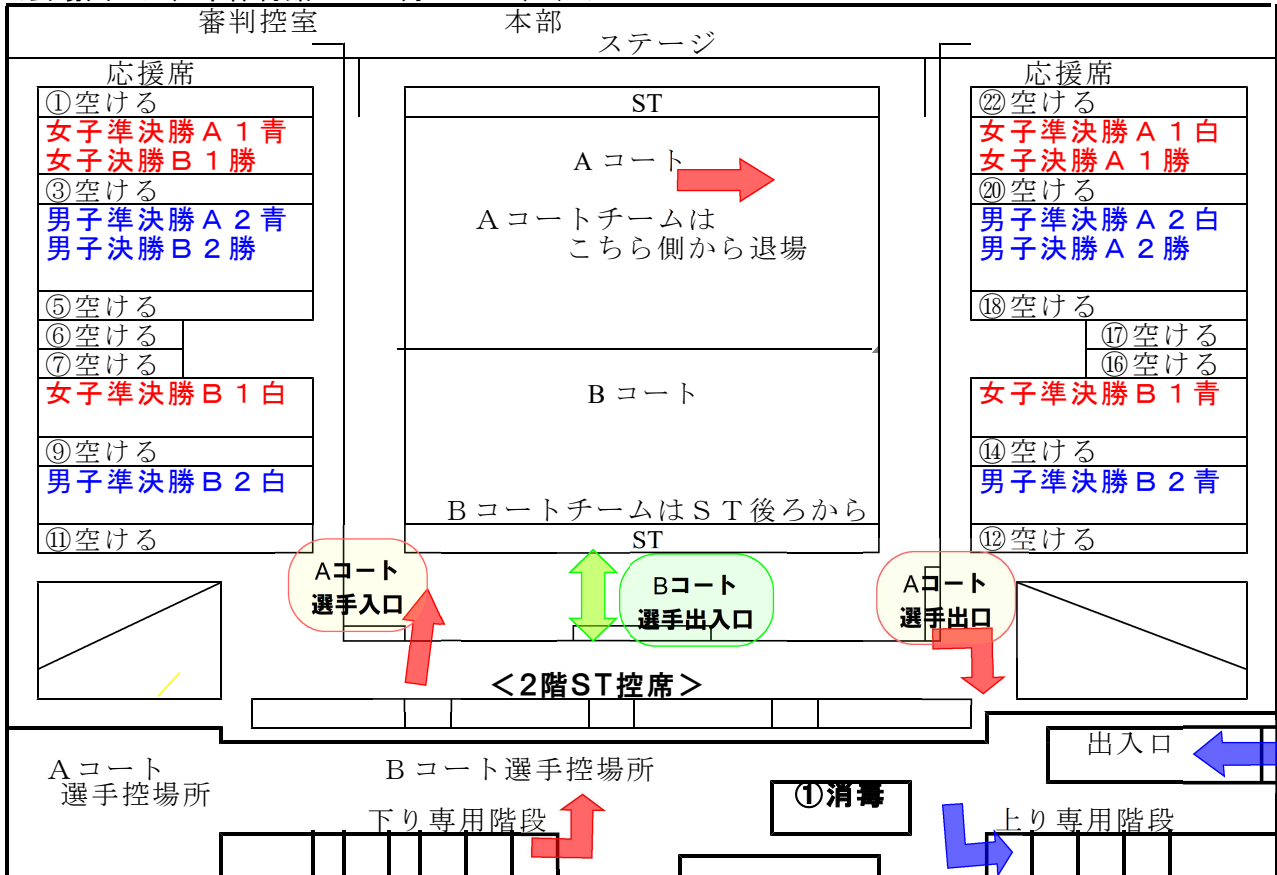 審判控室
本部
ステージ
応援席
①空ける
女子準決勝Ａ１青
女子決勝Ｂ１勝
③空ける
男子準決勝Ａ２青
男子決勝Ｂ２勝
⑤空ける
⑥空ける
⑦空ける
女子準決勝Ｂ１白
⑨空ける
男子準決勝Ｂ２白
⑪空ける
ST
Aコート
Ａコートチームは
こちら側から退場
Bコート
ＢコートチームはＳＴ後ろから
ST
応援席
㉒空ける
女子準決勝Ａ１白
女子決勝Ａ１勝
⑳空ける
男子準決勝Ａ２白
男子決勝Ａ２勝
⑱空ける
⑰空ける
⑯空ける
女子準決勝Ｂ１青
⑭空ける
男子準決勝Ｂ２青
⑫空ける
Aコート
選手入口
Bコート
選手出入口
Aコート
選手出口
＜2階ST控席＞
Ａコート
選手控場所
Ｂコート選手控場所
下り専用階段
①消毒
出入口
上り専用階段